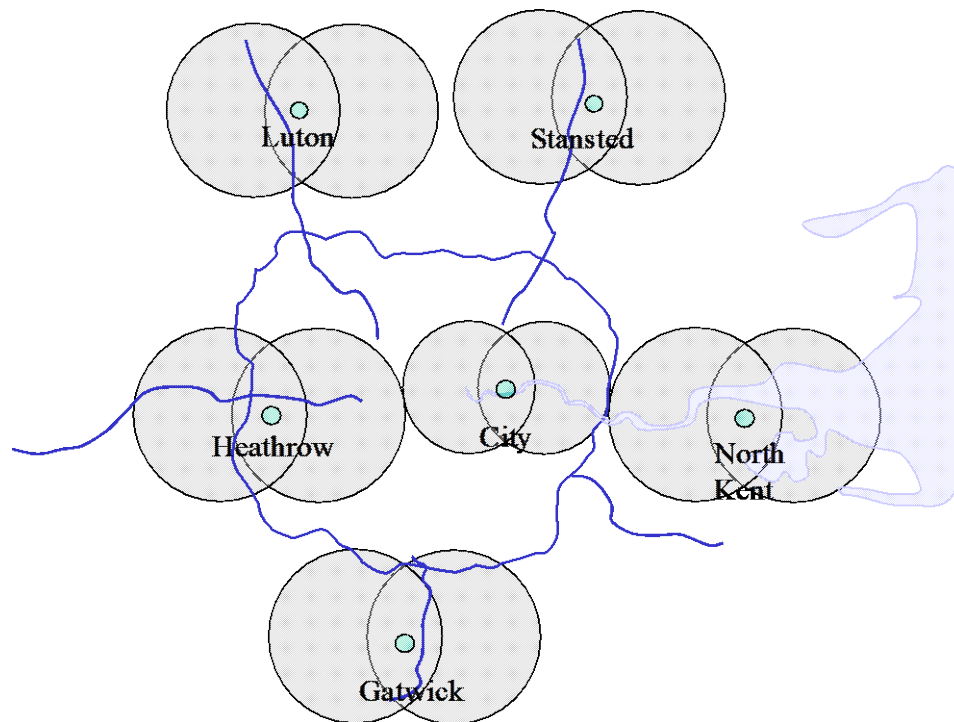 Luton
Stansted
Heathrow
City
North
Kent
Gatwick